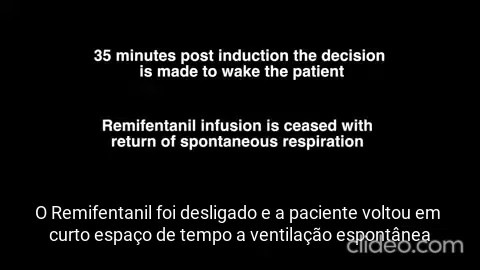 35 minutes post induction the decision
is made to wake the patient
Remifentanil infusion is ceased with
return of spontaneous respiration
O Remifentanil foi desligado e a paciente voltou em
curto espaço de tempo a ventilação espontânea
clideo.com